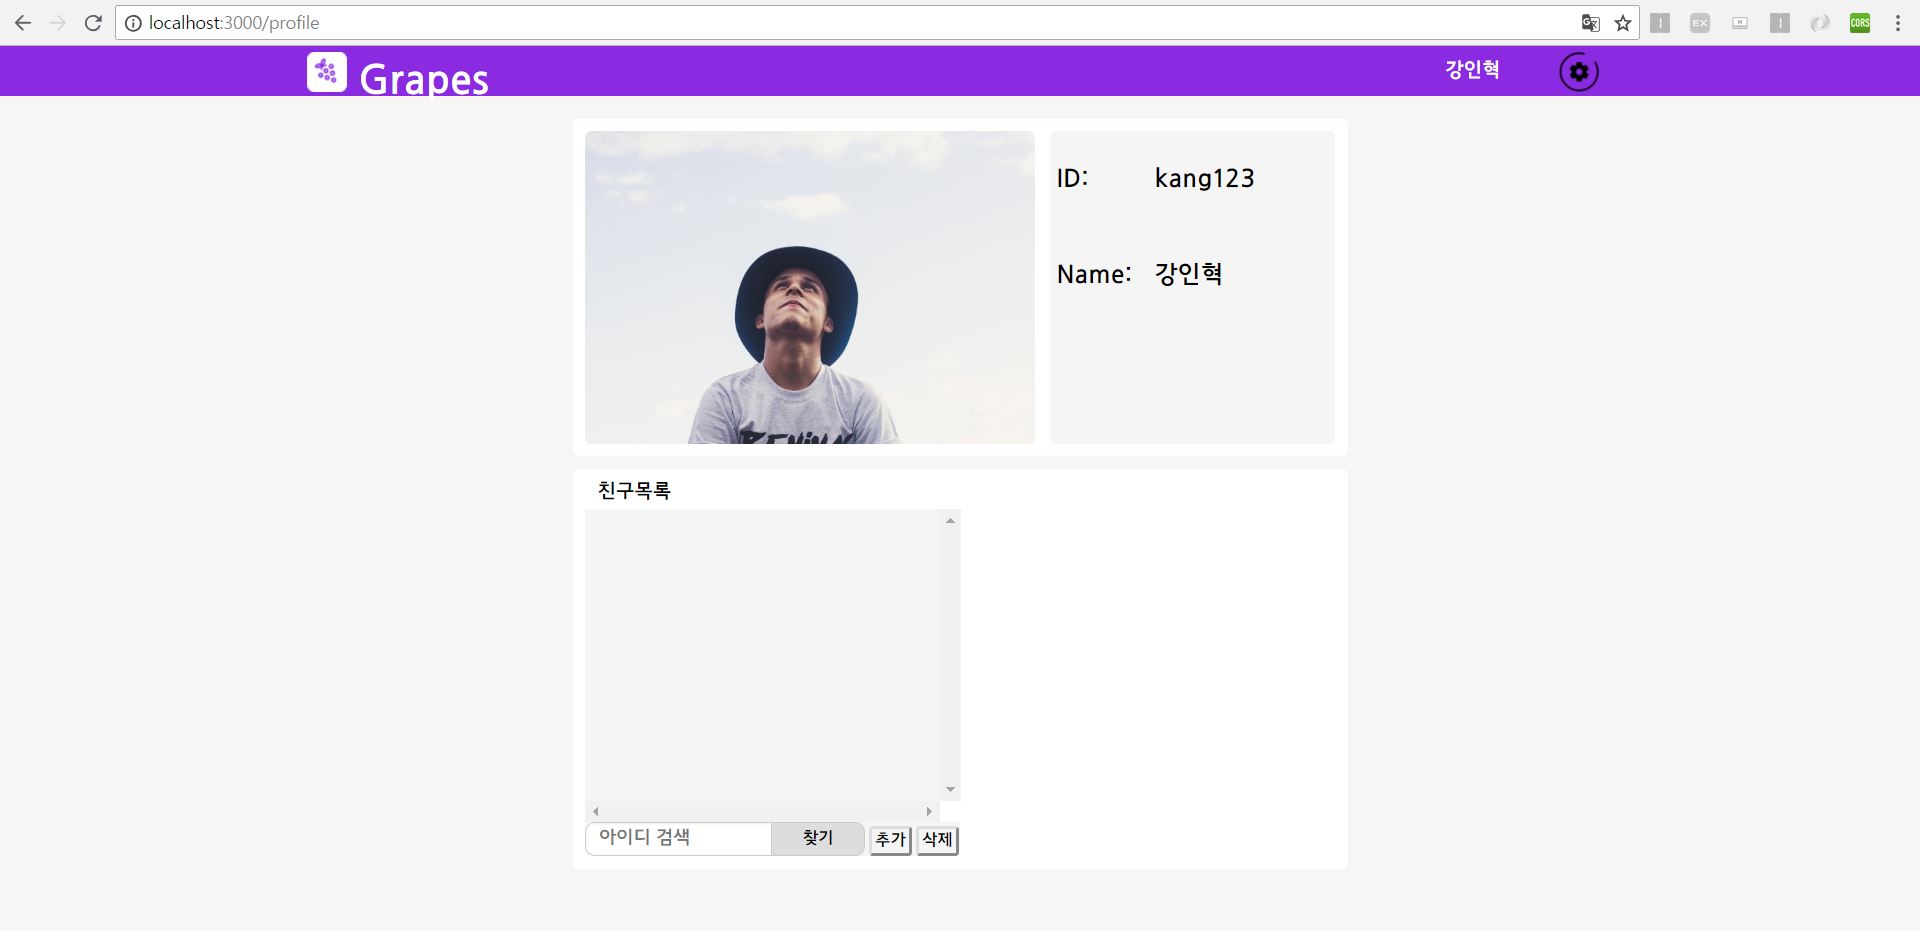 localhost:3000/profile
EX
CORS
Grapes
강인혁
ID: kang123
Name: 강인혁
친구목록
아이디 검색 찾기 추가 삭제